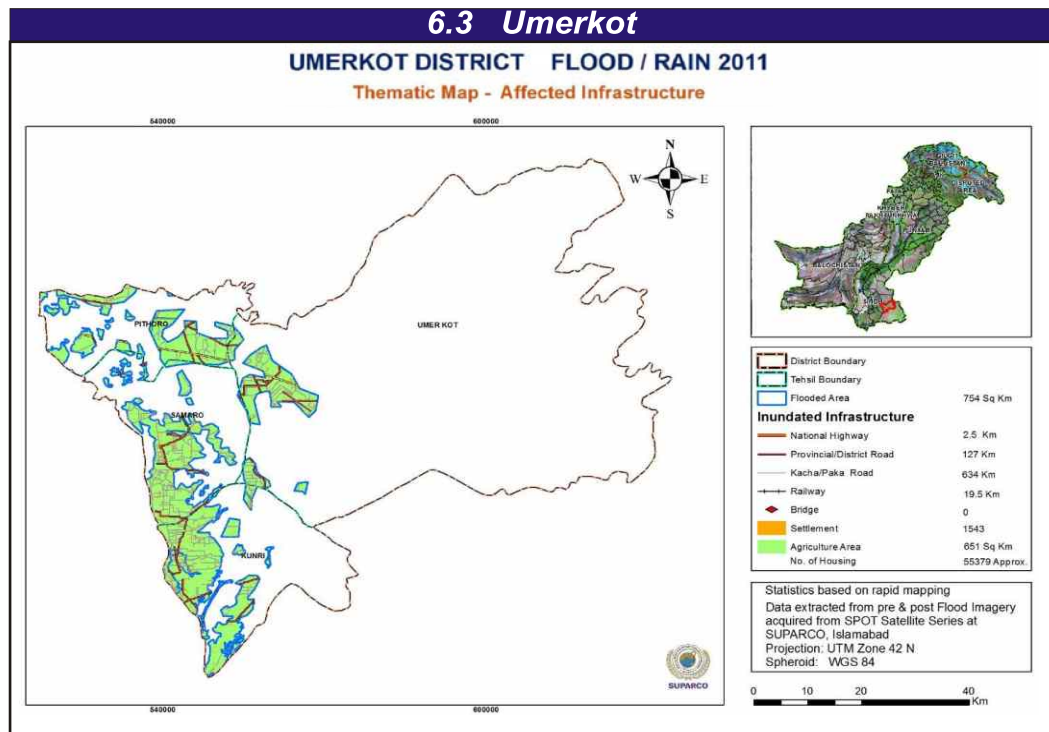 6.3 Umerkot
UMERKOT DISTRICT FLOOD / RAIN 2011
Thematic Map - Affected Infrastructure
540000 600000
N
W E
S
PITHORO
UMER KOT
SAMARO
KUNRI
SUPARCO
540000 600000
BALOCHISTAN
PUNJAB
SINDH
District Boundary
Tehsil Boundary
Flooded Area 754 Sq Km
Inundated Infrastructure
National Highway 2.5 Km
Provincial/District Road 127 Km
Kacha/Paka Road 634 Km
Railway 19.5 Km
Bridge 0
Settlement 1543
Agriculture Area 651 Sq Km
No. of Housing 55379 Approx.
Statistics based on rapid mapping
Data extracted from pre & post Flood Imagery
acquired from SPOT Satellite Series at
SUPARCO, Islamabad
Projection: UTM Zone 42 N
Spheroid: WGS 84
0 10 20 40
Km